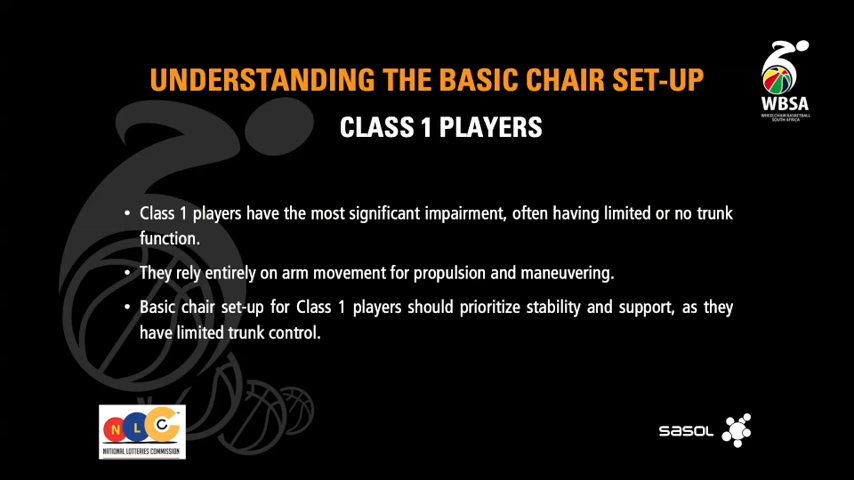 UNDERSTANDING THE BASIC CHAIR SET-UP
WBSA
WHEELCHAIR BASKETBALL
SOUTH AFRICA
CLASS 1 PLAYERS
• Class 1 players have the most significant impairment, often having limited or no trunk
function.
• They rely entirely on arm movement for propulsion and maneuvering.
• Basic chair set-up for Class 1 players should prioritize stability and support, as they
have limited trunk control.
NLC
NATIONAL LOTTERIES COMMISSION
sasol